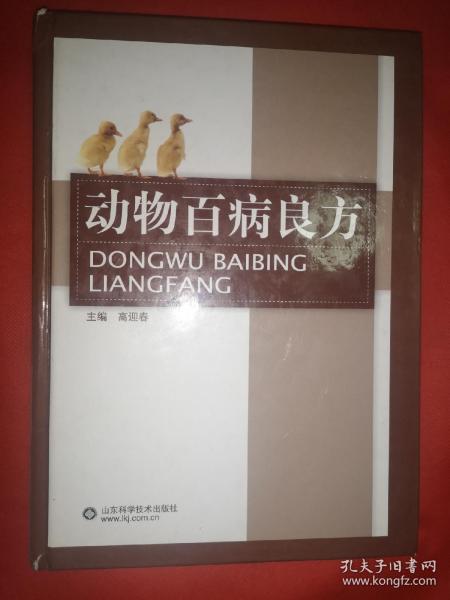 动物百病良方
DONGWU BAIBING
LIANGFANG
主编 高迎春
山东科学技术出版社
www.lkj.com.cn
孔夫子旧书网
www.kongfz.com